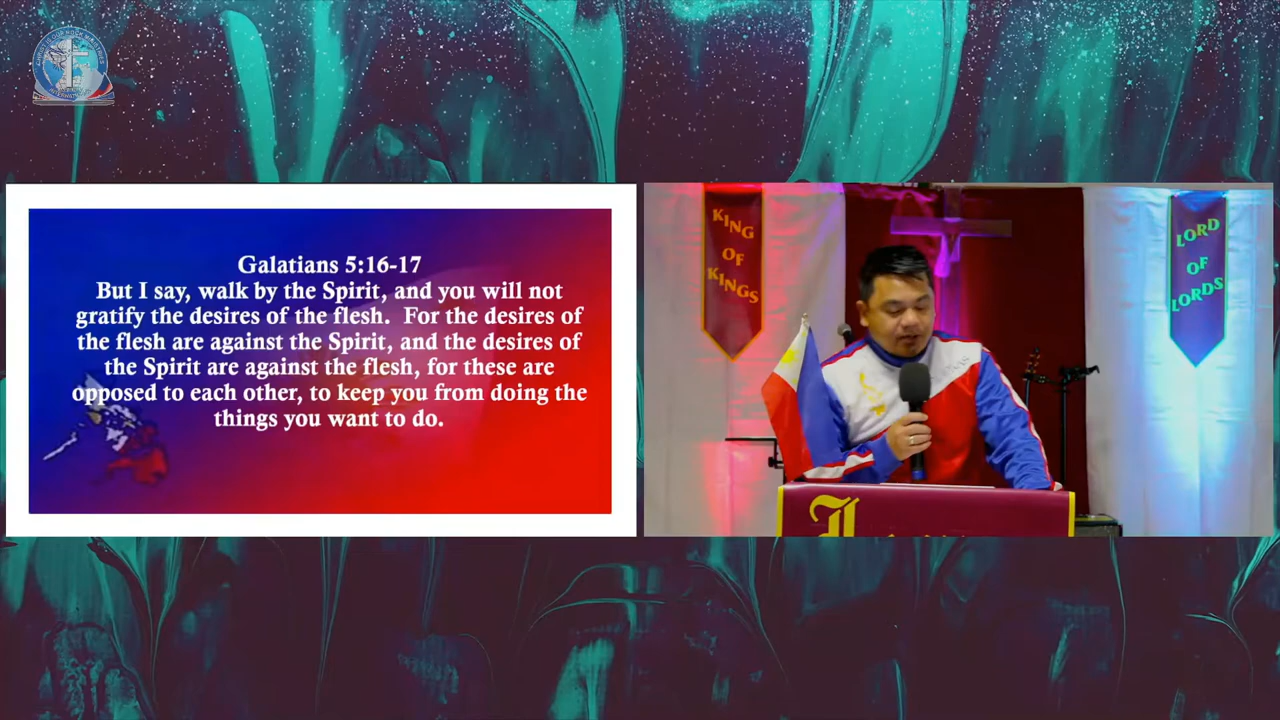 Galatians 5:16-17
But I say, walk by the Spirit, and you will not
gratify the desires of the flesh.  For the desires of
the flesh are against the Spirit, and the desires of
the Spirit are against the flesh, for these are
opposed to each other, to keep you from doing the
things you want to do.
KING
OF
KINGS
LORD
OF
LORDS